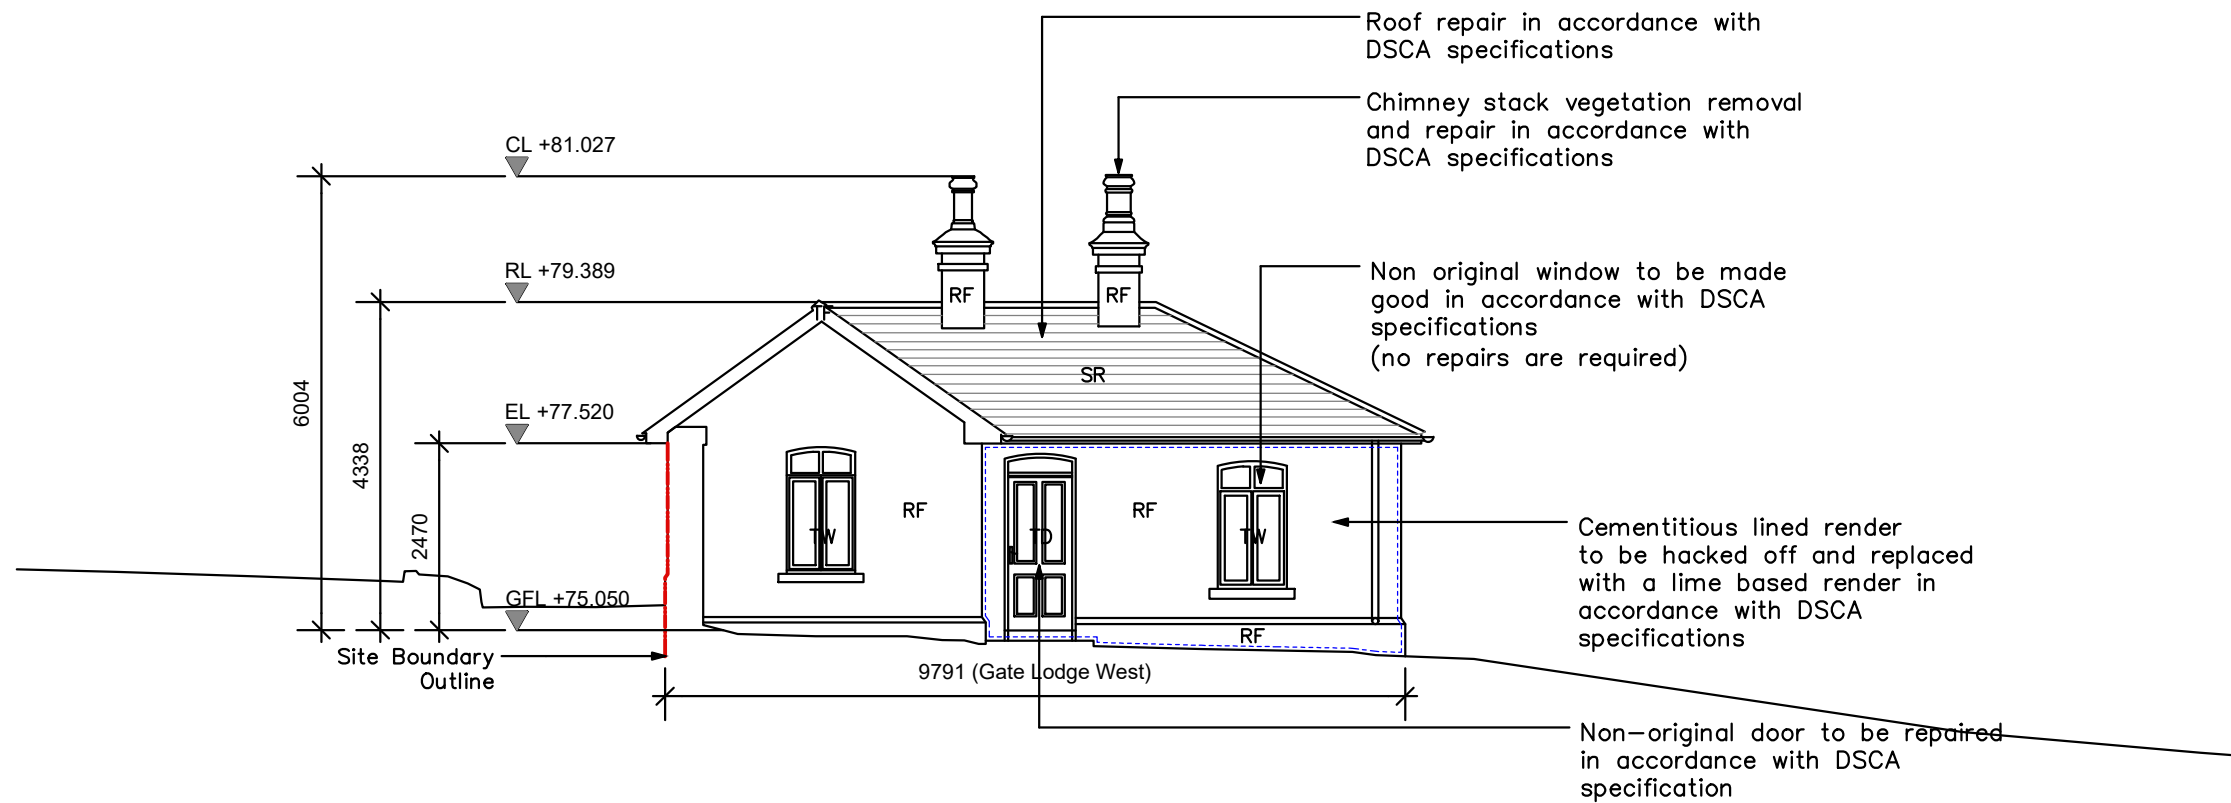 Roof repair in accordance with
DSCA specifications
Chimney stack vegetation removal
and repair in accordance with
DSCA specifications
CL +81.027
RL +79.389
RF
RF
TF
Non original window to be made
good in accordance with DSCA
specifications
(no repairs are required)
SR
6004
4338
2470
EL +77.520
RF
RF
TW
TD
TW
Cementitious lined render
to be hacked off and replaced
with a lime based render in
accordance with DSCA
specifications
GFL +75.050
RF
Site Boundary
Outline
9791 (Gate Lodge West)
Non-original door to be repaired
in accordance with DSCA
specification